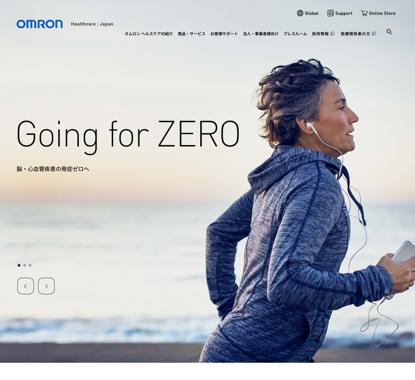 OMRON Healthcare : Japan
Global Support Online Store
オムロン ヘルスケアの紹介 商品・サービス お客様サポート 法人・事業者様向け プレスルーム 採用情報 医療関係者の方
Going for ZERO
脳・心血管疾患の発症ゼロへ